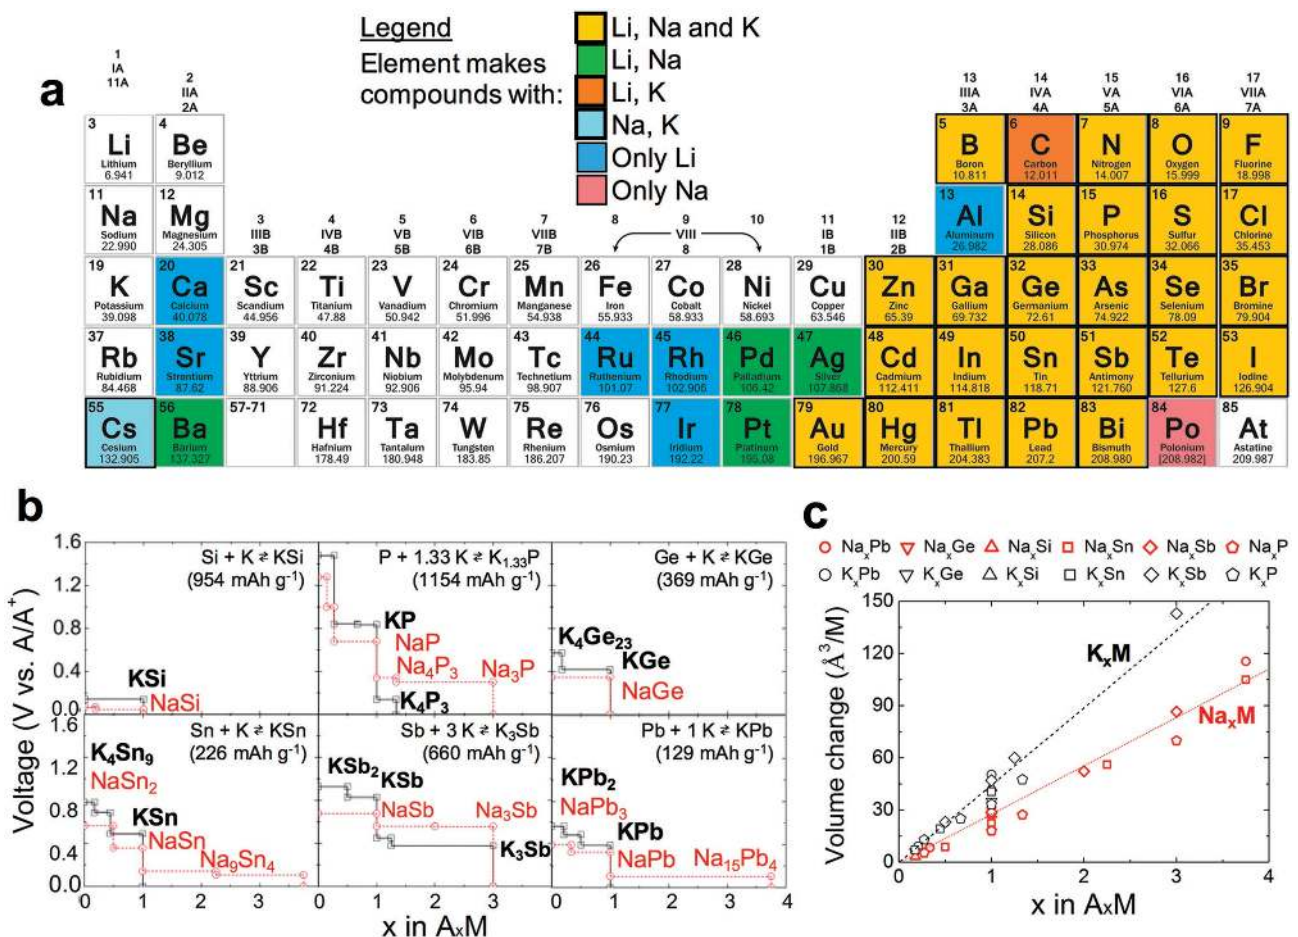 Legend
Element makes
compounds with:
Li, Na and K
Li, Na
Li, K
Na, K
Only Li
Only Na
a
1
IA
11A
2
IIA
2A
13 14 15 16 17
IIIA IVA VA VIA VIIA
3A 4A 5A 6A 7A
3 Li Lithium 6.941
4 Be Beryllium 9.012
5 B Boron 10.811
6 C Carbon 12.011
7 N Nitrogen 14.007
8 O Oxygen 15.999
9 F Fluorine 18.998
11 Na Sodium 22.990
12 Mg Magnesium 24.305
3 4 5 6 7 8 9 10 11 12
IIIB IVB VB VIB VIIB VIII IB IIB
3B 4B 5B 6B 7B 8 1B 2B
13 Al Aluminum 26.982
14 Si Silicon 28.086
15 P Phosphorus 30.974
16 S Sulfur 32.066
17 Cl Chlorine 35.453
19 K Potassium 39.098
20 Ca Calcium 40.078
21 Sc Scandium 44.956
22 Ti Titanium 47.88
23 V Vanadium 50.942
24 Cr Chromium 51.996
25 Mn Manganese 54.938
26 Fe Iron 55.933
27 Co Cobalt 58.933
28 Ni Nickel 58.693
29 Cu Copper 63.546
30 Zn Zinc 65.39
31 Ga Gallium 69.732
32 Ge Germanium 72.61
33 As Arsenic 74.922
34 Se Selenium 78.09
35 Br Bromine 79.904
37 Rb Rubidium 84.468
38 Sr Strontium 87.62
39 Y Yttrium 88.906
40 Zr Zirconium 91.224
41 Nb Niobium 92.906
42 Mo Molybdenum 95.94
43 Tc Technetium 98.907
44 Ru Ruthenium 101.07
45 Rh Rhodium 102.906
46 Pd Palladium 106.42
47 Ag Silver 107.868
48 Cd Cadmium 112.411
49 In Indium 114.818
50 Sn Tin 118.71
51 Sb Antimony 121.760
52 Te Tellurium 127.6
53 I Iodine 126.904
55 Cs Cesium 132.905
56 Ba Barium 137.327
57-71
72 Hf Hafnium 178.49
73 Ta Tantalum 180.948
74 W Tungsten 183.85
75 Re Rhenium 186.207
76 Os Osmium 190.23
77 Ir Iridium 192.22
78 Pt Platinum 195.08
79 Au Gold 196.967
80 Hg Mercury 200.59
81 Tl Thallium 204.383
82 Pb Lead 207.2
83 Bi Bismuth 208.980
84 Po Polonium [208.982]
85 At Astatine 209.987
b
Voltage (V vs. A/A⁺)
1.6
1.2
0.8
0.4
0.0
Si + K ⇌ KSi
(954 mAh g⁻¹)
KSi
NaSi
P + 1.33 K ⇌ K₁.₃₃P
(1154 mAh g⁻¹)
KP
NaP
Na₄P₃
Na₃P
K₄P₃
Ge + K ⇌ KGe
(369 mAh g⁻¹)
K₄Ge₂₃
KGe
NaGe
1.2
0.8
0.4
0.0
Sn + K ⇌ KSn
(226 mAh g⁻¹)
K₄Sn₉
NaSn₂
KSn
NaSn
Na₉Sn₄
Sb + 3 K ⇌ K₃Sb
(660 mAh g⁻¹)
KSb₂
KSb
NaSb
Na₃Sb
K₃Sb
Pb + 1 K ⇌ KPb
(129 mAh g⁻¹)
KPb₂
NaPb₃
KPb
NaPb
Na₁₅Pb₄
0 1 2 3 0 1 2 3 0 1 2 3 4
x in AₓM
c
NaₓPb NaₓGe NaₓSi NaₓSn NaₓSb NaₓP
KₓPb KₓGe KₓSi KₓSn KₓSb KₓP
Volume change (Å³/M)
150
120
90
60
30
0
KₓM
NaₓM
0 1 2 3 4
x in AₓM